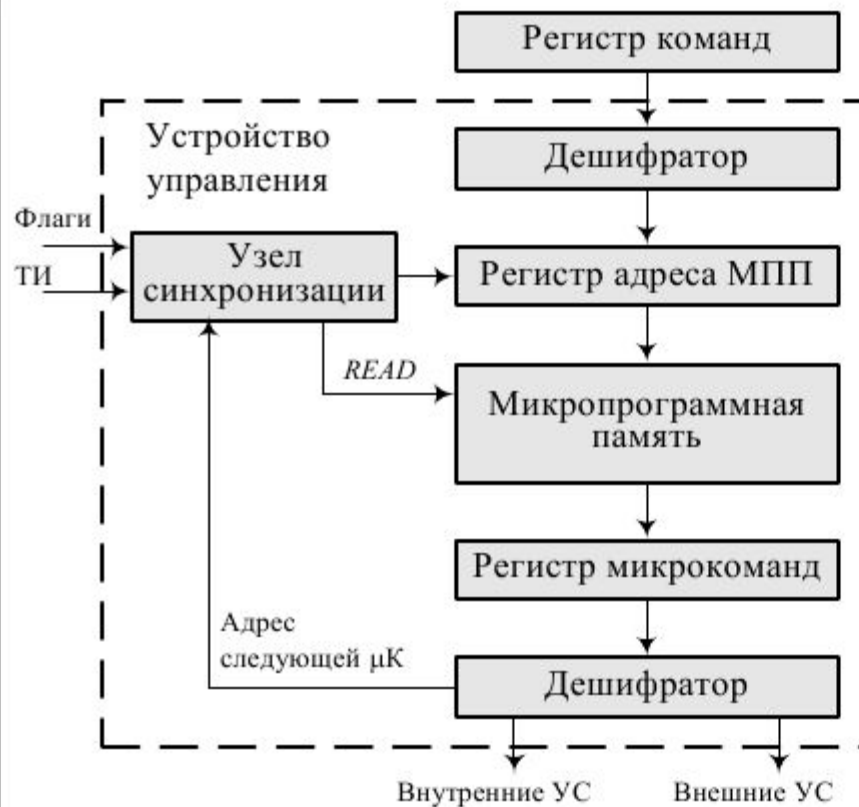 Регистр команд
Устройство
управления
Дешифратор
Флаги
ТИ
Узел
синхронизации
Регистр адреса МПП
READ
Микропрограммная
память
Регистр микрокоманд
Адрес
следующей μК
Дешифратор
Внутренние УС
Внешние УС